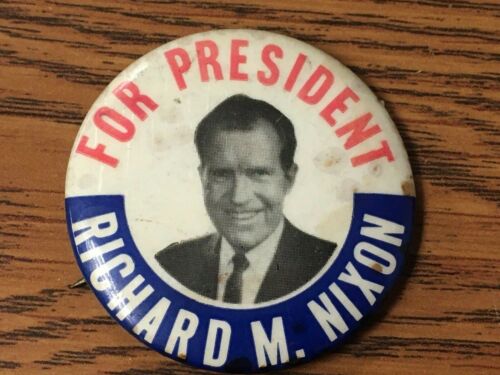 FOR PRESIDENT
RICHARD M. NIXON